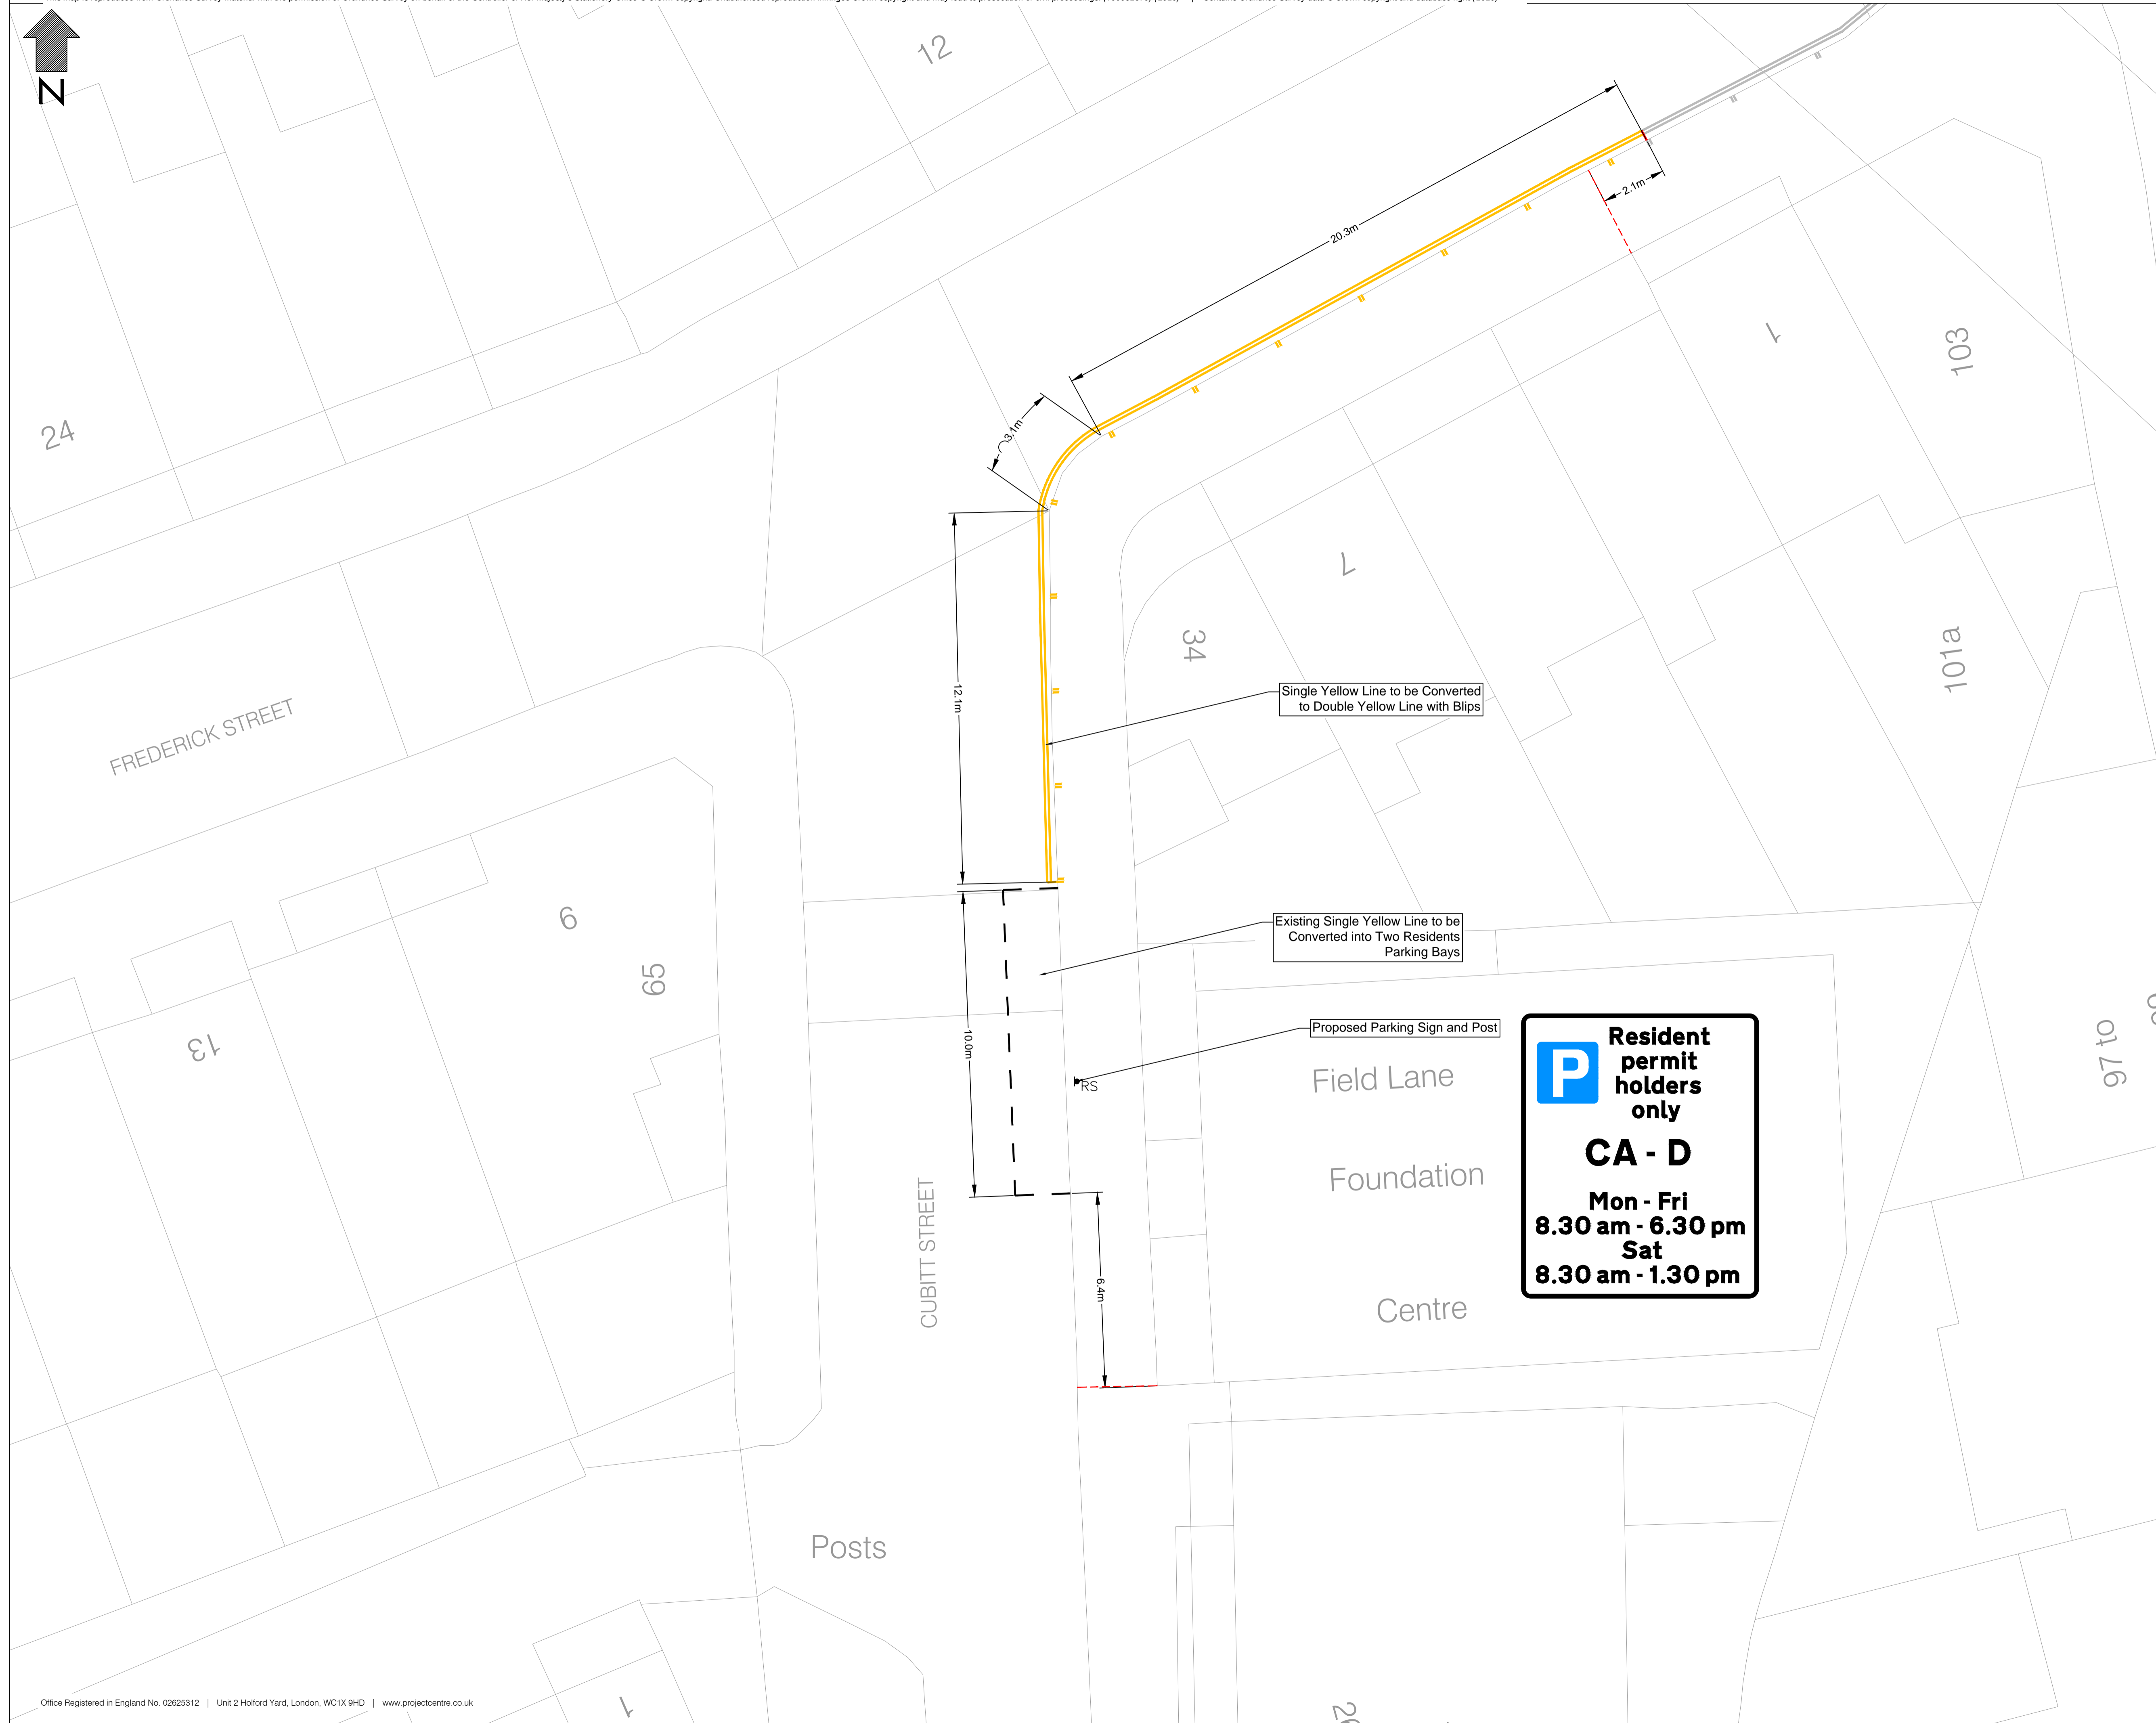 N
12
24
20.3m
2.1m
3.1m
1
103
7
34
101a
12.1m
FREDERICK STREET
Single Yellow Line to be Converted
to Double Yellow Line with Blips
9
65
13
Existing Single Yellow Line to be
Converted into Two Residents
Parking Bays
10.0m
Proposed Parking Sign and Post
RS
Field Lane
Foundation
Centre
97 to
P
Resident
permit
holders
only
CA - D
Mon - Fri
8.30 am - 6.30 pm
Sat
8.30 am - 1.30 pm
CUBITT STREET
6.4m
Posts
1
Office Registered in England No. 02625312 | Unit 2 Holford Yard, London, WC1X 9HD | www.projectcentre.co.uk